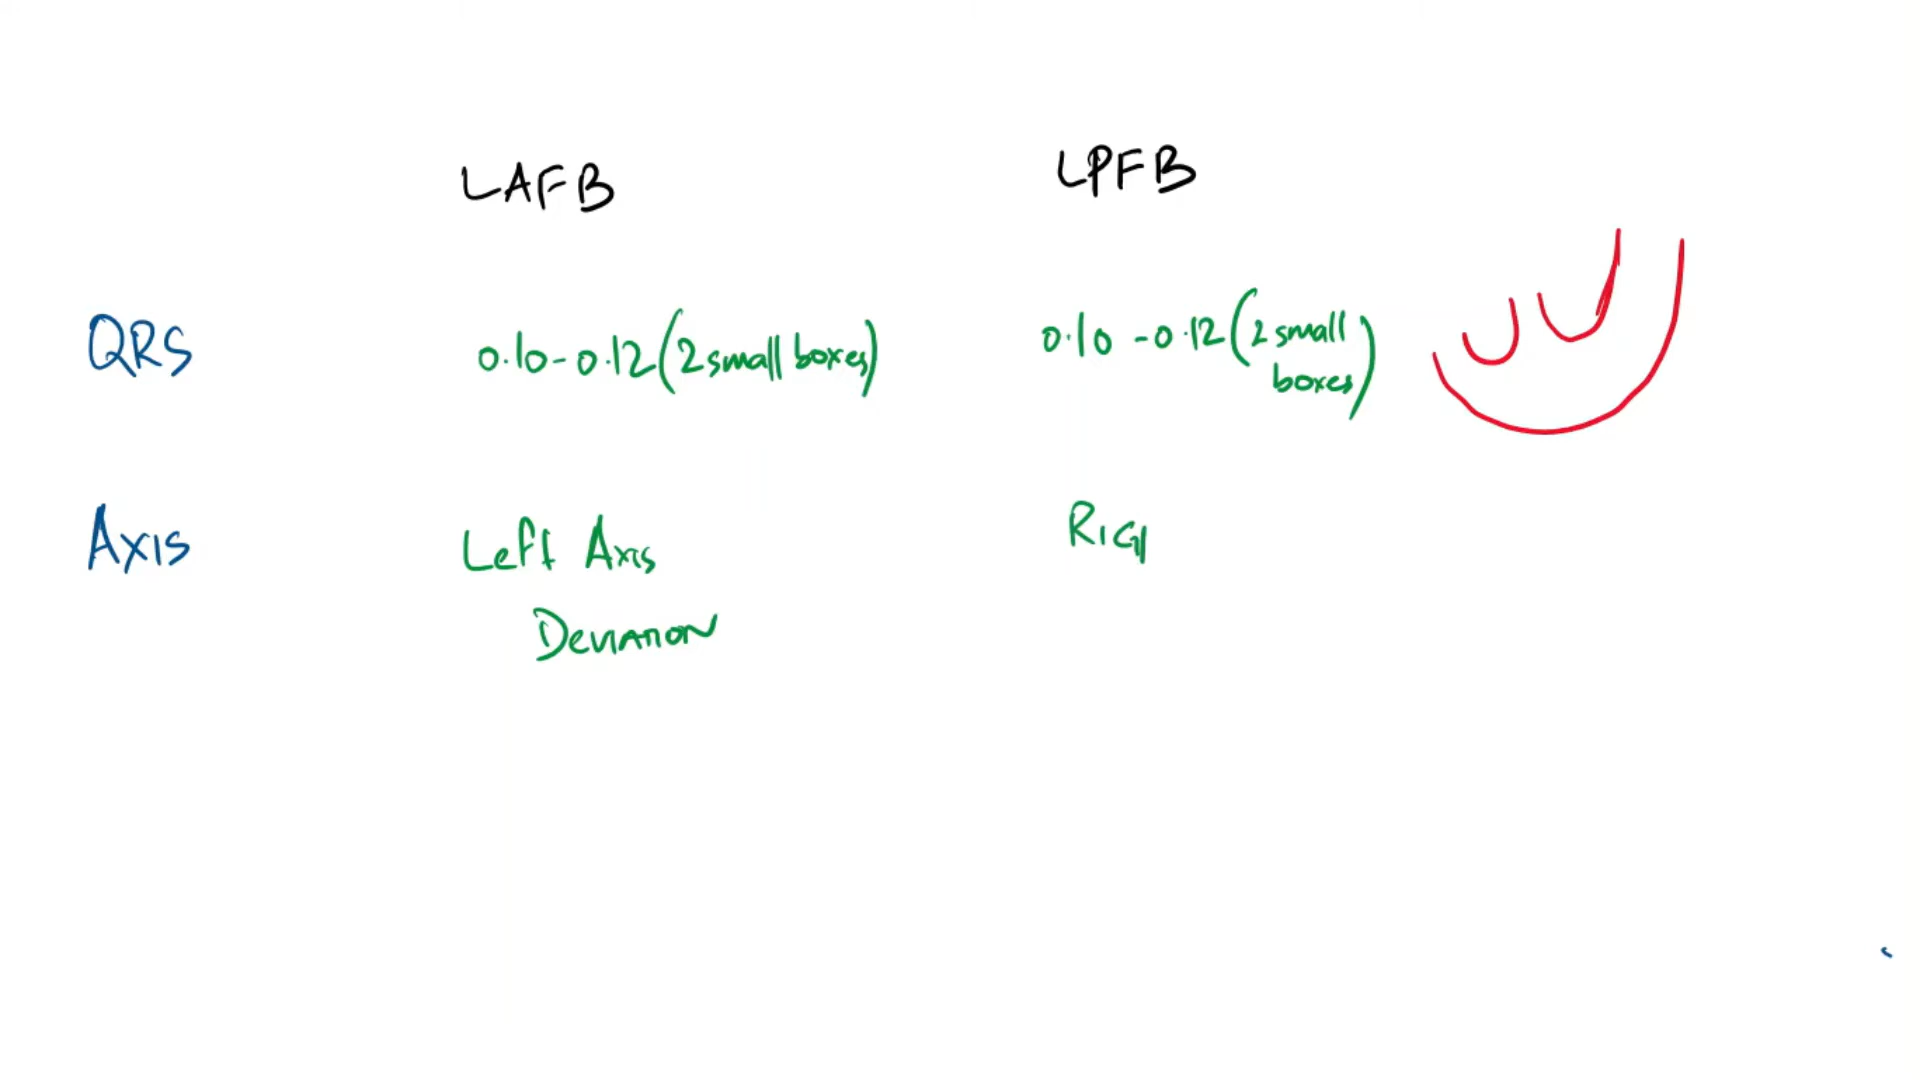 LAFB
LPFB
QRS
0.10-0.12 (2 small boxes)
0.10 -0.12 (2 small
boxes)
Axis
Left Axis
Deviation
RIGH